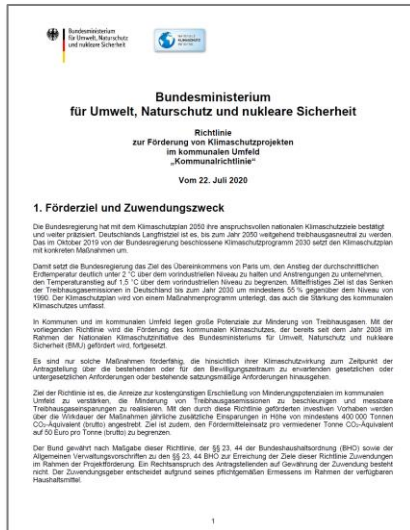 Bundesministerium
für Umwelt, Naturschutz
und nukleare Sicherheit
Bundesministerium
für Umwelt, Naturschutz und nukleare Sicherheit
Richtlinie
zur Förderung von Klimaschutzprojekten
im kommunalen Umfeld
„Kommunalrichtlinie“
Vom 22. Juli 2020
1. Förderziel und Zuwendungszweck
Die Bundesregierung hat mit dem Klimaschutzplan 2050 ihre anspruchsvollen nationalen Klimaschutzziele bestätigt
und weiter präzisiert. Deutschlands Langfristziel ist es, bis zum Jahr 2050 weitgehend treibhausgasneutral zu werden.
Das im Oktober 2019 von der Bundesregierung beschlossene Klimaschutzprogramm 2030 setzt den Klimaschutzplan
mit konkreten Maßnahmen um.
Damit setzt die Bundesregierung das Ziel des Übereinkommens von Paris um, den Anstieg der durchschnittlichen
Erdtemperatur deutlich unter 2 °C über dem vorindustriellen Niveau zu halten und Anstrengungen zu unternehmen,
den Temperaturanstieg auf 1,5 °C über dem vorindustriellen Niveau zu begrenzen. Mittelfristiges Ziel ist das Senken
der Treibhausgasemissionen in Deutschland bis zum Jahr 2030 um mindestens 55 % gegenüber dem Niveau von
1990. Der Klimaschutzplan wird von einem Maßnahmenprogramm unterlegt, das auch die Stärkung des kommunalen
Klimaschutzes umfasst.
In Kommunen und im kommunalen Umfeld liegen große Potenziale zur Minderung von Treibhausgasen. Mit der
vorliegenden Richtlinie wird die Förderung des kommunalen Klimaschutzes, der bereits seit dem Jahr 2008 im
Rahmen der Nationalen Klimaschutzinitiative des Bundesministeriums für Umwelt, Naturschutz und nukleare
Sicherheit (BMU) gefördert wird, fortgesetzt.
Es sind nur solche Maßnahmen förderfähig, die hinsichtlich ihrer Klimaschutzwirkung zum Zeitpunkt der
Antragstellung über die bestehenden oder für den Bewilligungszeitraum zu erwartenden gesetzlichen oder
untergesetzlichen Anforderungen oder bestehende satzungsmäßige Anforderungen hinausgehen.
Ziel der Richtlinie ist es, die Anreize zur kostengünstigen Erschließung von Minderungspotenzialen im kommunalen
Umfeld zu verstärken, die Minderung von Treibhausgasemissionen zu beschleunigen und messbare
Treibhausgaseinsparungen zu realisieren. Mit den durch diese Richtlinie geförderten investiven Vorhaben werden
über die Wirkdauer der Maßnahmen jährliche zusätzliche Einsparungen in Höhe von mindestens 400 000 Tonnen
CO₂-Äquivalent (brutto) angestrebt. Ziel ist zudem, den Fördermitteleinsatz pro vermiedener Tonne CO₂-Äquivalent
auf 50 Euro pro Tonne (brutto) zu begrenzen.
Der Bund gewährt nach Maßgabe dieser Richtlinie, der §§ 23, 44 der Bundeshaushaltsordnung (BHO) sowie der
Allgemeinen Verwaltungsvorschriften zu den §§ 23, 44 BHO zur Erreichung der Ziele dieser Richtlinie Zuwendungen
im Rahmen der Projektförderung. Ein Rechtsanspruch des Antragstellenden auf Gewährung der Zuwendung besteht
nicht. Der Zuwendungsgeber entscheidet aufgrund seines pflichtgemäßen Ermessens im Rahmen der verfügbaren
Haushaltsmittel.
1